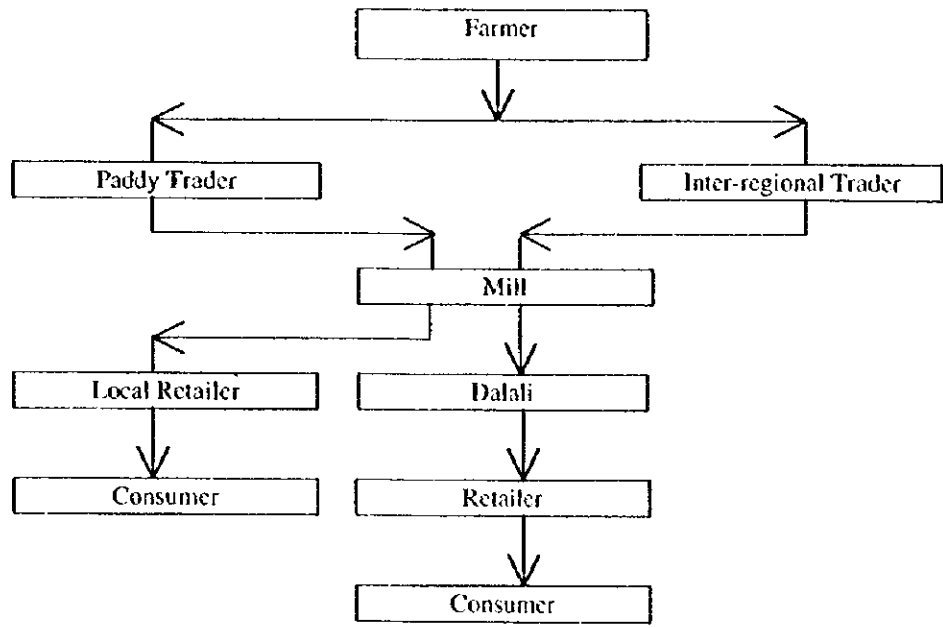 Farmer
Paddy Trader
Inter-regional Trader
Mill
Local Retailer
Dalali
Consumer
Retailer
Consumer